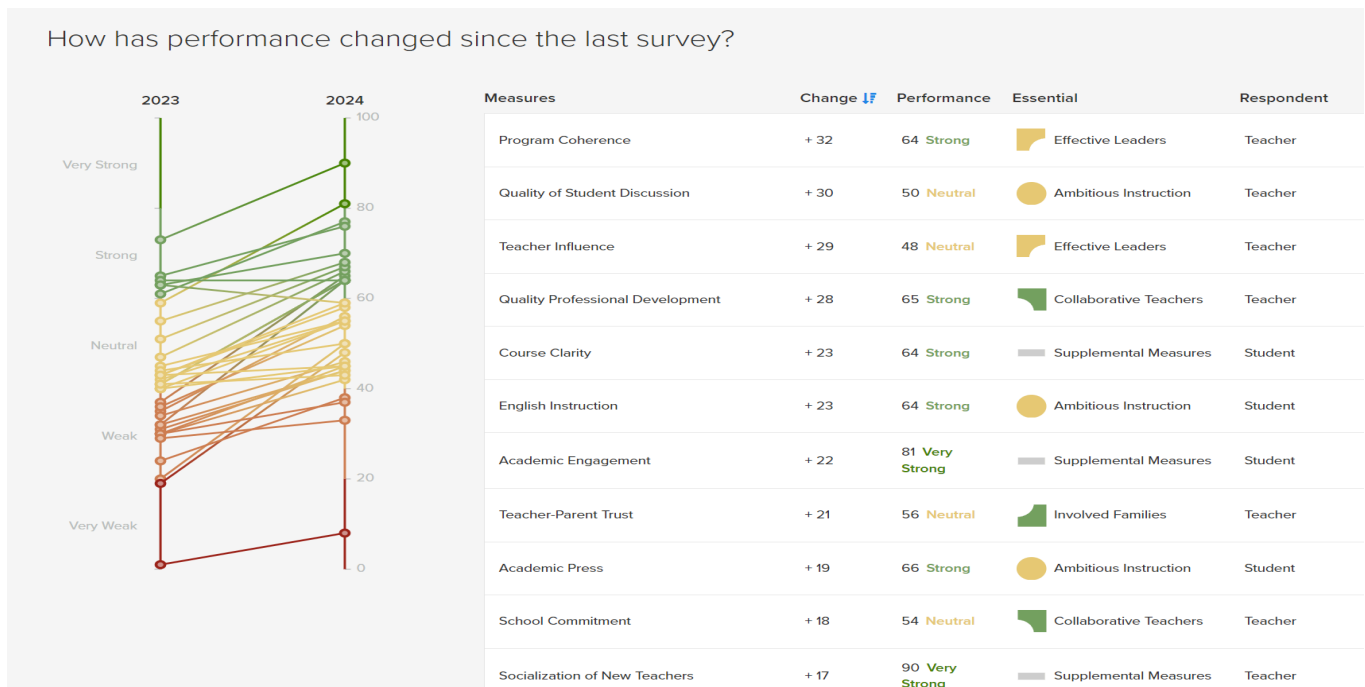 How has performance changed since the last survey?
2023 2024
100
Very Strong
80
Strong
60
Neutral
40
Weak
20
Very Weak
0
Measures Change Performance Essential Respondent
Program Coherence + 32 64 Strong Effective Leaders Teacher
Quality of Student Discussion + 30 50 Neutral Ambitious Instruction Teacher
Teacher Influence + 29 48 Neutral Effective Leaders Teacher
Quality Professional Development + 28 65 Strong Collaborative Teachers Teacher
Course Clarity + 23 64 Strong Supplemental Measures Student
English Instruction + 23 64 Strong Ambitious Instruction Student
Academic Engagement + 22 81 Very Strong Supplemental Measures Student
Teacher-Parent Trust + 21 56 Neutral Involved Families Teacher
Academic Press + 19 66 Strong Ambitious Instruction Student
School Commitment + 18 54 Neutral Collaborative Teachers Teacher
Socialization of New Teachers + 17 90 Very Strong Supplemental Measures Teacher